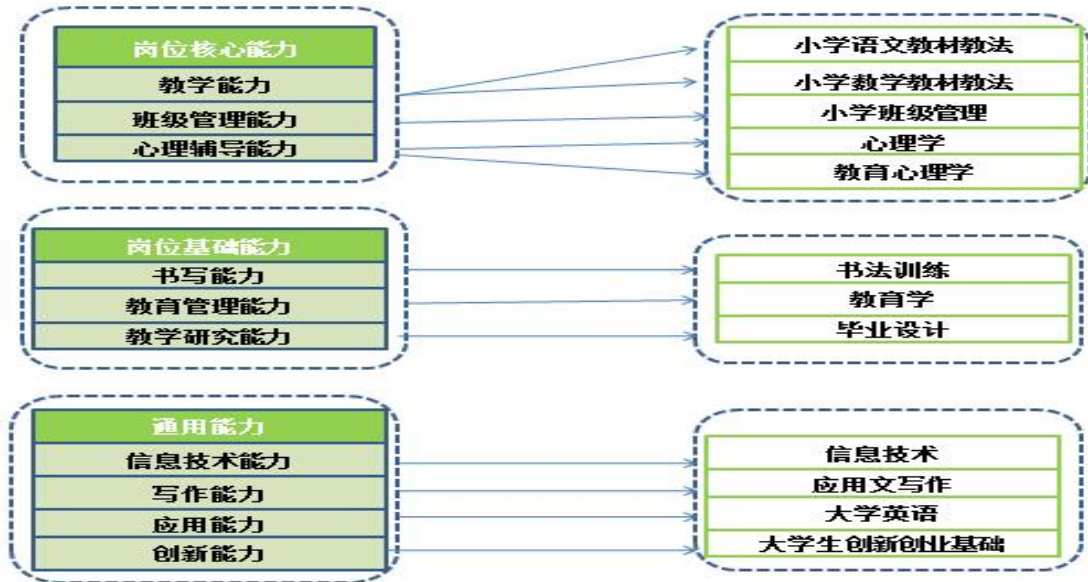 岗位核心能力
教学能力
班级管理能力
心理辅导能力
小学语文教材教法
小学数学教材教法
小学班级管理
心理学
教育心理学
岗位基础能力
书写能力
教育管理能力
教学研究能力
书法训练
教育学
毕业设计
通用能力
信息技术能力
写作能力
应用能力
创新能力
信息技术
应用文写作
大学英语
大学生创新创业基础